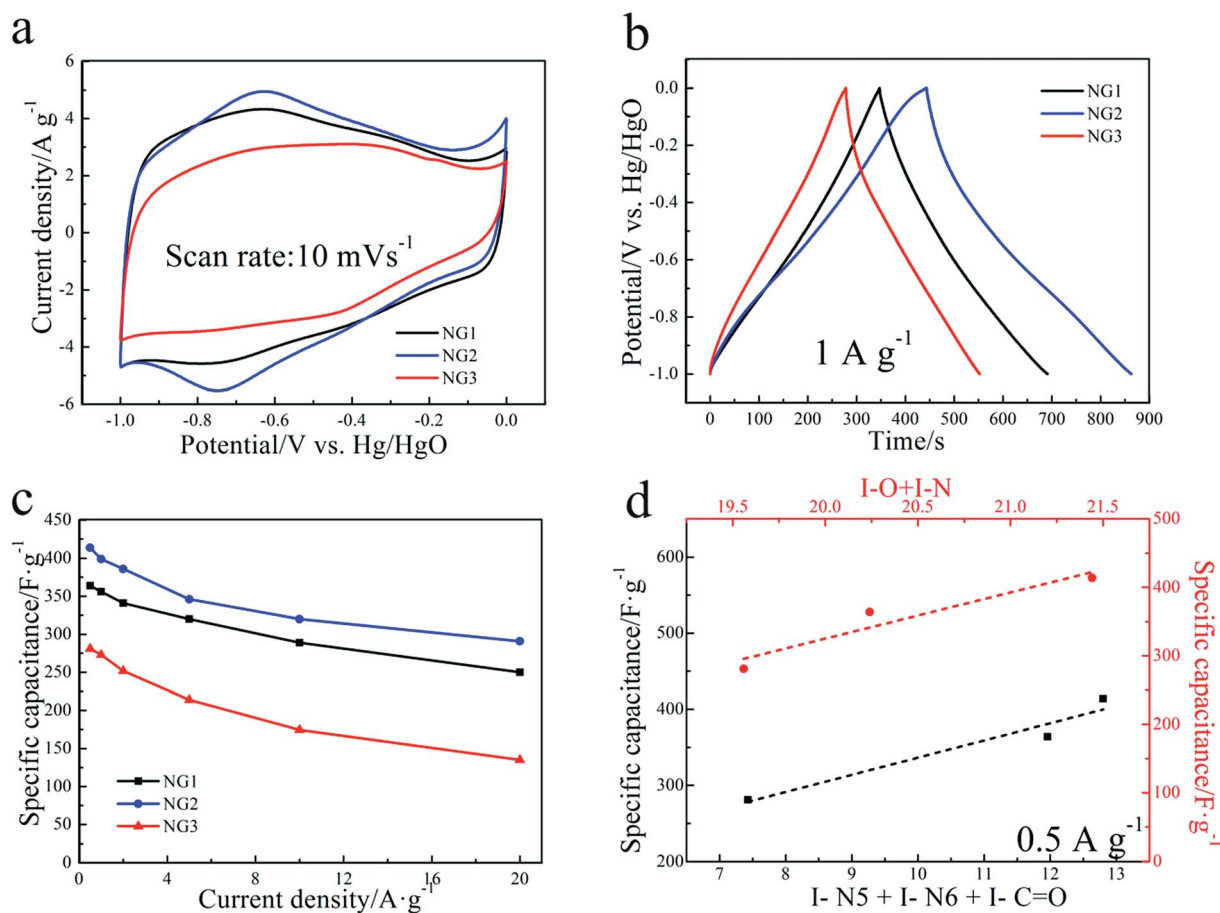 a
6
4
2
0
-2
-4
-6
Current density/A g⁻¹
Scan rate:10 mVs⁻¹
NG1
NG2
NG3
-1.0 -0.8 -0.6 -0.4 -0.2 0.0
Potential/V vs. Hg/HgO
b
0.0
-0.2
-0.4
-0.6
-0.8
-1.0
Potential/V vs. Hg/HgO
NG1
NG2
NG3
1 A g⁻¹
0 100 200 300 400 500 600 700 800 900
Time/s
c
450
400
350
300
250
200
150
100
50
0
Specific capacitance/F·g⁻¹
NG1
NG2
NG3
0 4 8 12 16 20
Current density/A·g⁻¹
d
I-O+I-N
19.5 20.0 20.5 21.0 21.5
600
500
400
300
200
Specific capacitance/F·g⁻¹
500
400
300
200
100
0
Specific capacitance/F·g⁻¹
0.5 A g⁻¹
7 8 9 10 11 12 13
I- N5 + I- N6 + I- C=O